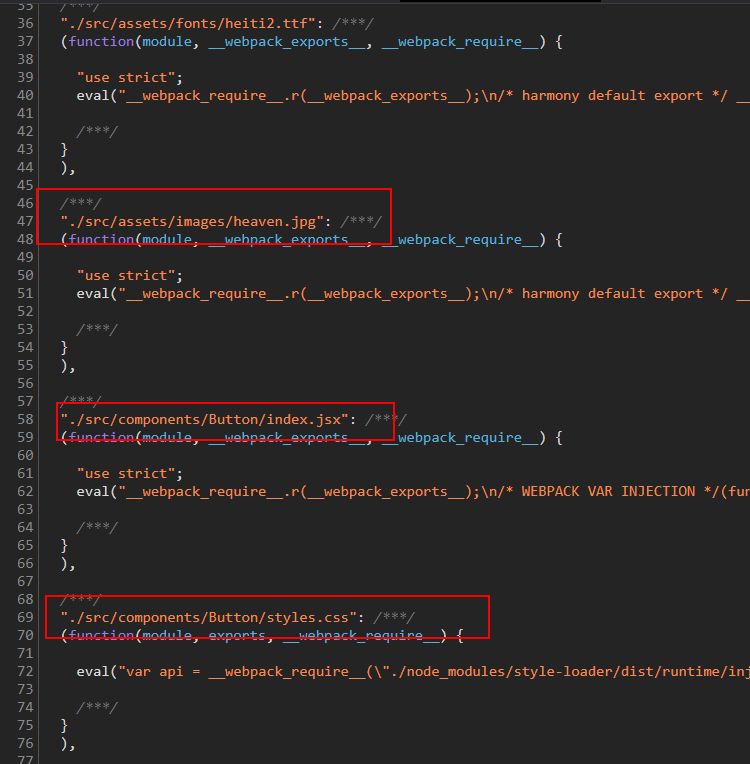 35 /***/
36 "./src/assets/fonts/heiti2.ttf": /***/
37 (function(module, __webpack_exports__, __webpack_require__) {
38
39 "use strict";
40 eval("__webpack_require__.r(__webpack_exports__);\n/* harmony default export */ __
41
42 /***/
43 }
44 ),
45
46 /***/
47 "./src/assets/images/heaven.jpg": /***/
48 (function(module, __webpack_exports__, __webpack_require__) {
49
50 "use strict";
51 eval("__webpack_require__.r(__webpack_exports__);\n/* harmony default export */ __
52
53 /***/
54 }
55 ),
56
57 /***/
58 "./src/components/Button/index.jsx": /***/
59 (function(module, __webpack_exports__, __webpack_require__) {
60
61 "use strict";
62 eval("__webpack_require__.r(__webpack_exports__);\n/* WEBPACK VAR INJECTION */(fun
63
64 /***/
65 }
66 ),
67
68 /***/
69 "./src/components/Button/styles.css": /***/
70 (function(module, exports, __webpack_require__) {
71
72 eval("var api = __webpack_require__(\"./node_modules/style-loader/dist/runtime/inj
73
74 /***/
75 }
76 ),
77